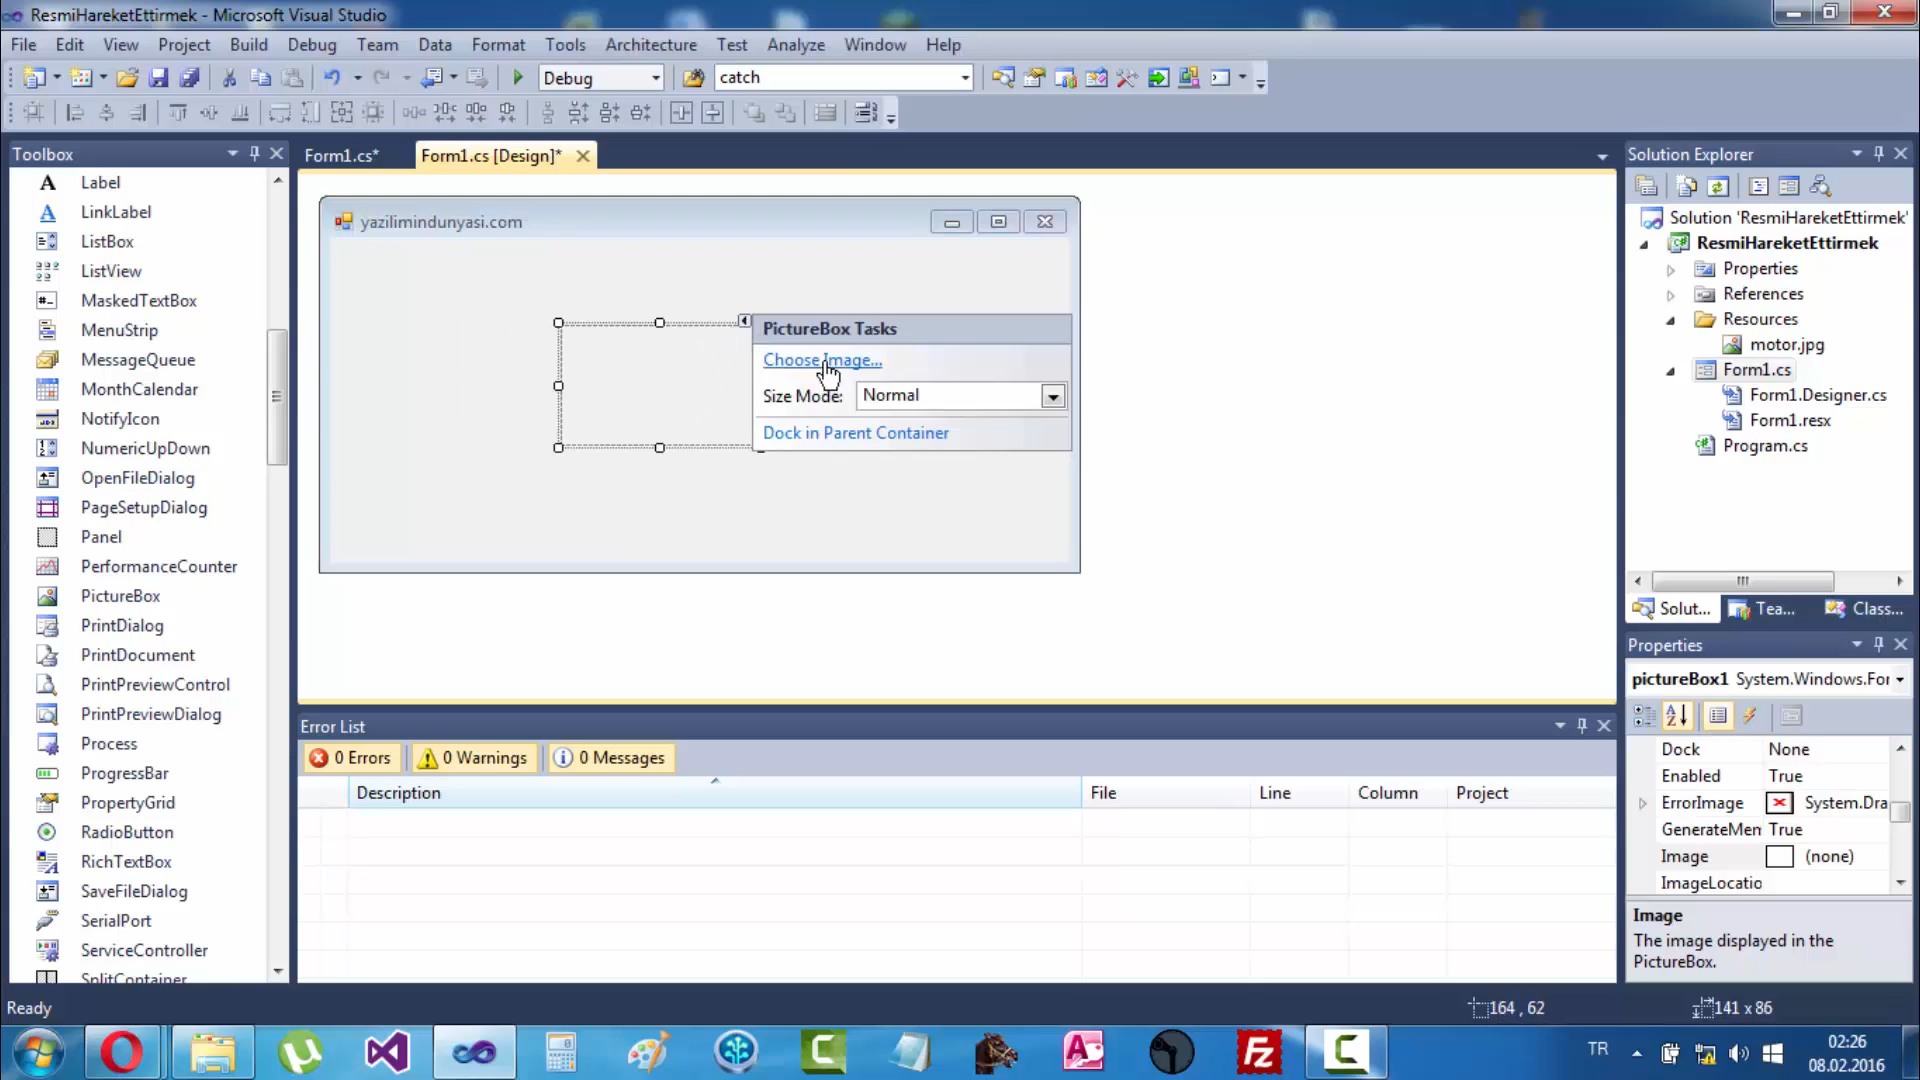 ResmiHareketEttirmek - Microsoft Visual Studio
File Edit View Project Build Debug Team Data Format Tools Architecture Test Analyze Window Help
Debug catch
Toolbox
Label
LinkLabel
ListBox
ListView
MaskedTextBox
MenuStrip
MessageQueue
MonthCalendar
NotifyIcon
NumericUpDown
OpenFileDialog
PageSetupDialog
Panel
PerformanceCounter
PictureBox
PrintDialog
PrintDocument
PrintPreviewControl
PrintPreviewDialog
Process
ProgressBar
PropertyGrid
RadioButton
RichTextBox
SaveFileDialog
SerialPort
ServiceController
SplitContainer
Form1.cs* Form1.cs [Design]*
yazilimindunyasi.com
PictureBox Tasks
Choose Image...
Size Mode: Normal
Dock in Parent Container
Error List
0 Errors 0 Warnings 0 Messages
Description File Line Column Project
Solution Explorer
Solution 'ResmiHareketEttirmek'
ResmiHareketEttirmek
Properties
References
Resources
motor.jpg
Form1.cs
Form1.Designer.cs
Form1.resx
Program.cs
Solut... Tea... Class...
Properties
pictureBox1 System.Windows.For
Dock None
Enabled True
ErrorImage System.Dra
GenerateMem True
Image (none)
ImageLocatio
Image
The image displayed in the
PictureBox.
Ready 164 , 62 141 x 86
TR 02:26
08.02.2016